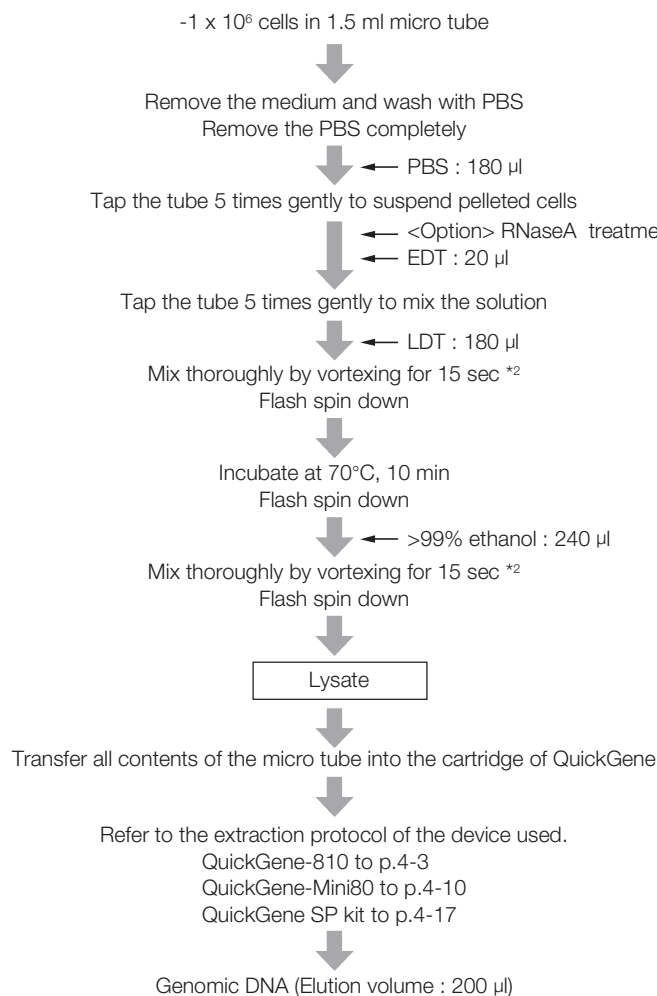 -1 x 10⁶ cells in 1.5 ml micro tube
Remove the medium and wash with PBS
Remove the PBS completely
PBS : 180 µl
Tap the tube 5 times gently to suspend pelleted cells
<Option> RNaseA treatme
EDT : 20 µl
Tap the tube 5 times gently to mix the solution
LDT : 180 µl
Mix thoroughly by vortexing for 15 sec *²
Flash spin down
Incubate at 70°C, 10 min
Flash spin down
>99% ethanol : 240 µl
Mix thoroughly by vortexing for 15 sec *²
Flash spin down
Lysate
Transfer all contents of the micro tube into the cartridge of QuickGene
Refer to the extraction protocol of the device used.
QuickGene-810 to p.4-3
QuickGene-Mini80 to p.4-10
QuickGene SP kit to p.4-17
Genomic DNA (Elution volume : 200 µl)